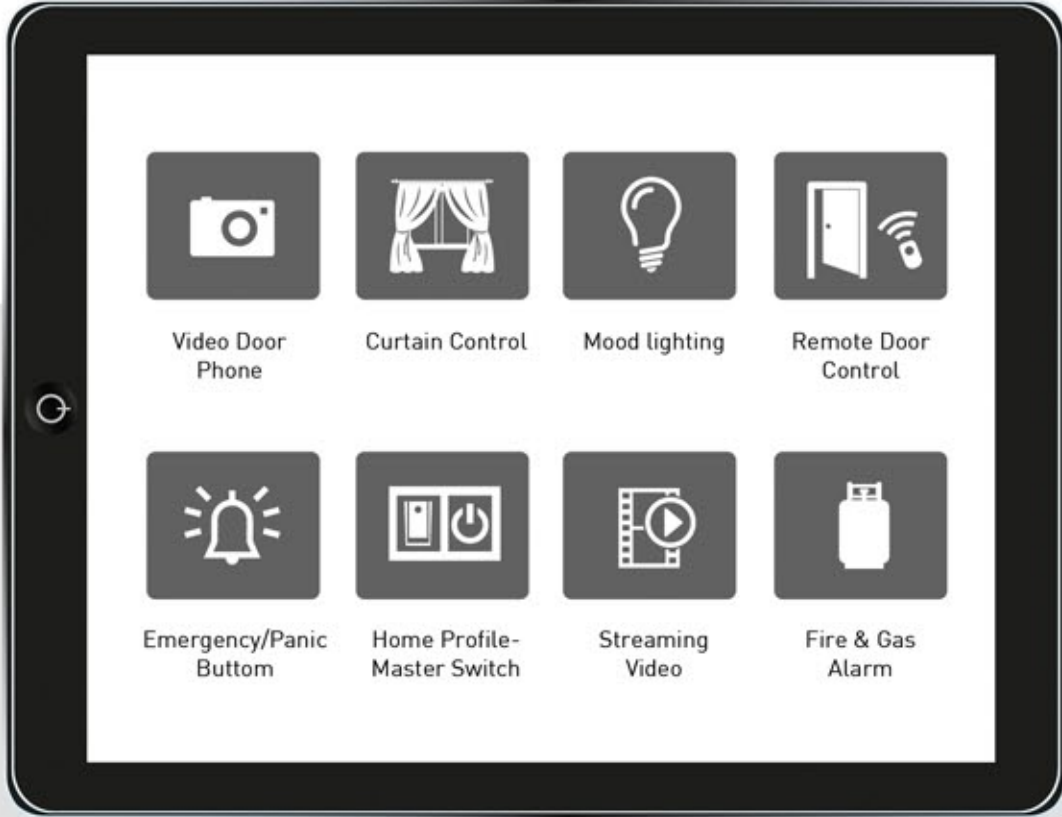 Video Door
Phone
Curtain Control
Mood lighting
Remote Door
Control
Emergency/Panic
Buttom
Home Profile-
Master Switch
Streaming
Video
Fire & Gas
Alarm